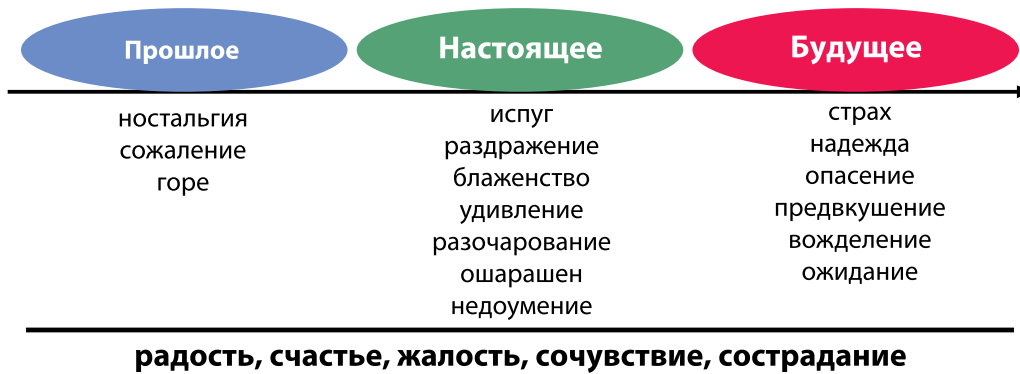 Прошлое
Настоящее
Будущее
ностальгия
сожаление
горе
испуг
раздражение
блаженство
удивление
разочарование
ошарашен
недоумение
страх
надежда
опасение
предвкушение
вожделение
ожидание
радость, счастье, жалость, сочувствие, сострадание